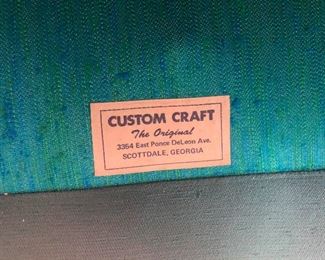 CUSTOM CRAFT
The Original
3354 East Ponce DeLeon Ave.
SCOTTDALE, GEORGIA